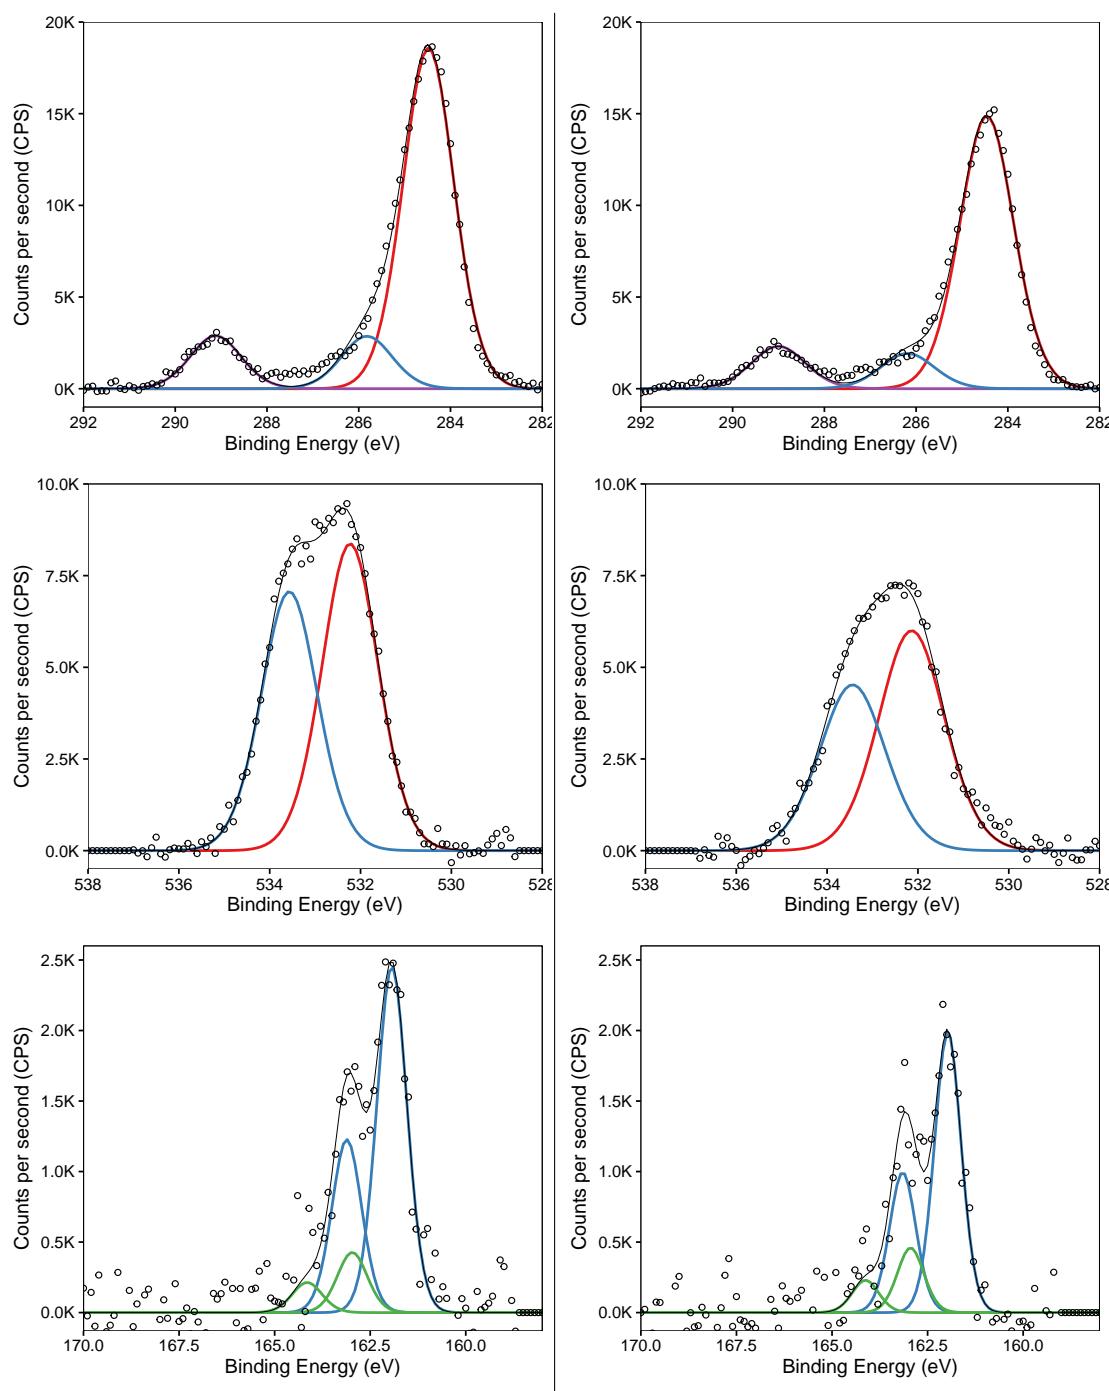 20K
15K
10K
5K
0K
292 290 288 286 284 282
Binding Energy (eV)
Counts per second (CPS)
20K
15K
10K
5K
0K
292 290 288 286 284 282
Binding Energy (eV)
Counts per second (CPS)
10.0K
7.5K
5.0K
2.5K
0.0K
538 536 534 532 530 528
Binding Energy (eV)
Counts per second (CPS)
10.0K
7.5K
5.0K
2.5K
0.0K
538 536 534 532 530 528
Binding Energy (eV)
Counts per second (CPS)
2.5K
2.0K
1.5K
1.0K
0.5K
0.0K
170.0 167.5 165.0 162.5 160.0
Binding Energy (eV)
Counts per second (CPS)
2.5K
2.0K
1.5K
1.0K
0.5K
0.0K
170.0 167.5 165.0 162.5 160.0
Binding Energy (eV)
Counts per second (CPS)